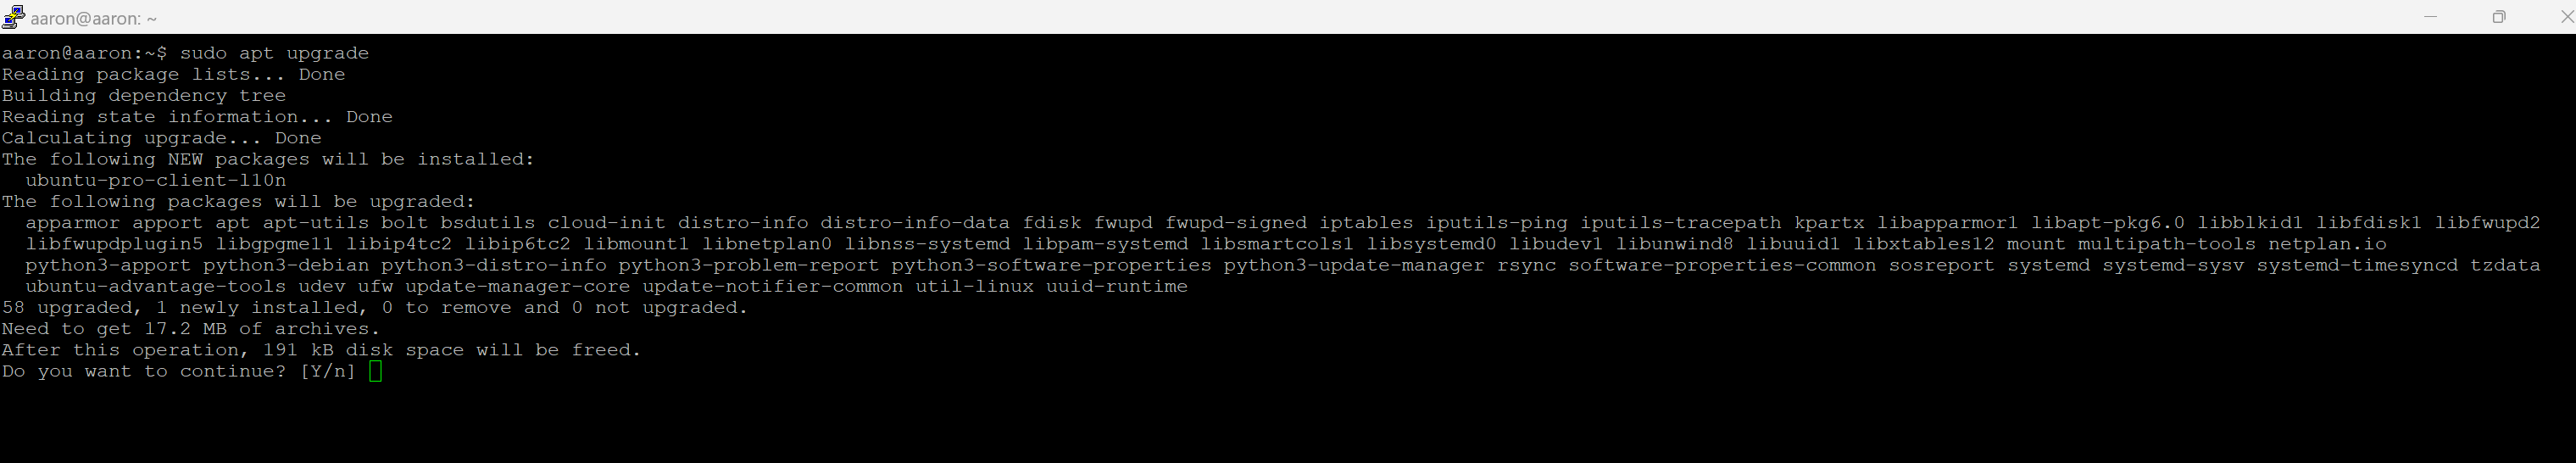 aaron@aaron: ~
aaron@aaron:~$ sudo apt upgrade
Reading package lists... Done
Building dependency tree
Reading state information... Done
Calculating upgrade... Done
The following NEW packages will be installed:
  ubuntu-pro-client-l10n
The following packages will be upgraded:
  apparmor apport apt apt-utils bolt bsdutils cloud-init distro-info distro-info-data fdisk fwupd fwupd-signed iptables iputils-ping iputils-tracepath kpartx libapparmor1 libapt-pkg6.0 libblkid1 libfdisk1 libfwupd2
  libfwupdplugin5 libgpgme11 libip4tc2 libip6tc2 libmount1 libnetplan0 libnss-systemd libpam-systemd libsmartcols1 libsystemd0 libudev1 libunwind8 libuuid1 libxtables12 mount multipath-tools netplan.io
  python3-apport python3-debian python3-distro-info python3-problem-report python3-software-properties python3-update-manager rsync software-properties-common sosreport systemd systemd-sysv systemd-timesyncd tzdata
  ubuntu-advantage-tools udev ufw update-manager-core update-notifier-common util-linux uuid-runtime
58 upgraded, 1 newly installed, 0 to remove and 0 not upgraded.
Need to get 17.2 MB of archives.
After this operation, 191 kB disk space will be freed.
Do you want to continue? [Y/n]